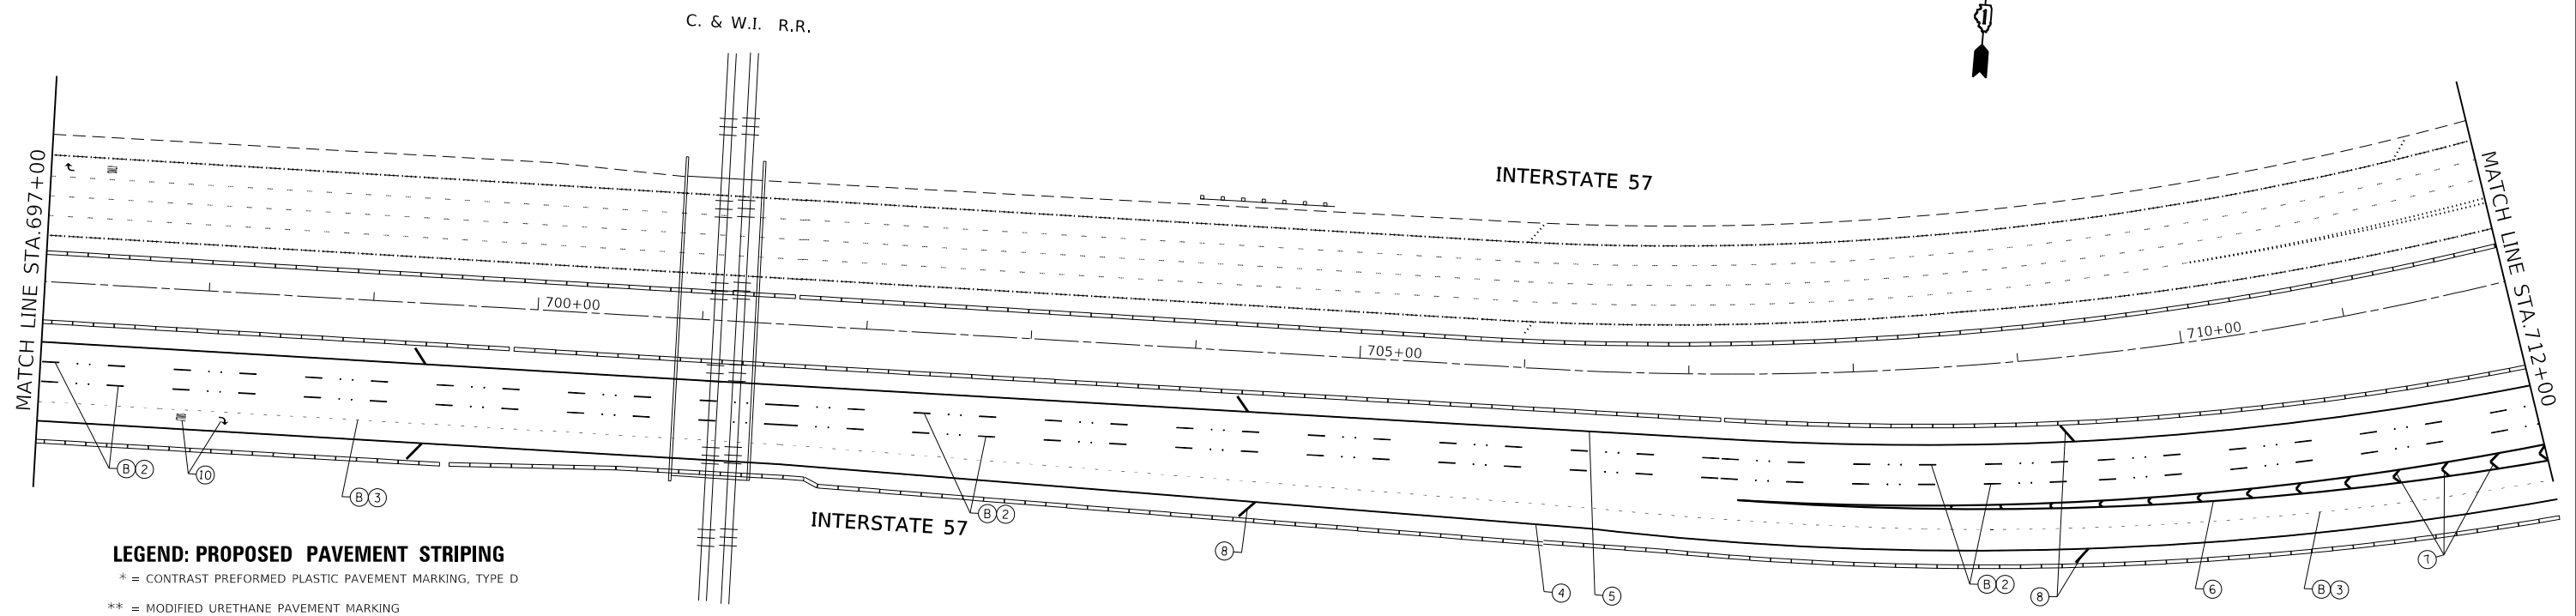 C. & W.I. R.R.
1
INTERSTATE 57
MATCH LINE STA.697+00
MATCH LINE STA.712+00
700+00
705+00
710+00
B 2
10
B 3
B 2
INTERSTATE 57
8
4
5
B 2
8
6
B 3
7
LEGEND: PROPOSED PAVEMENT STRIPING
* = CONTRAST PREFORMED PLASTIC PAVEMENT MARKING, TYPE D
** = MODIFIED URETHANE PAVEMENT MARKING